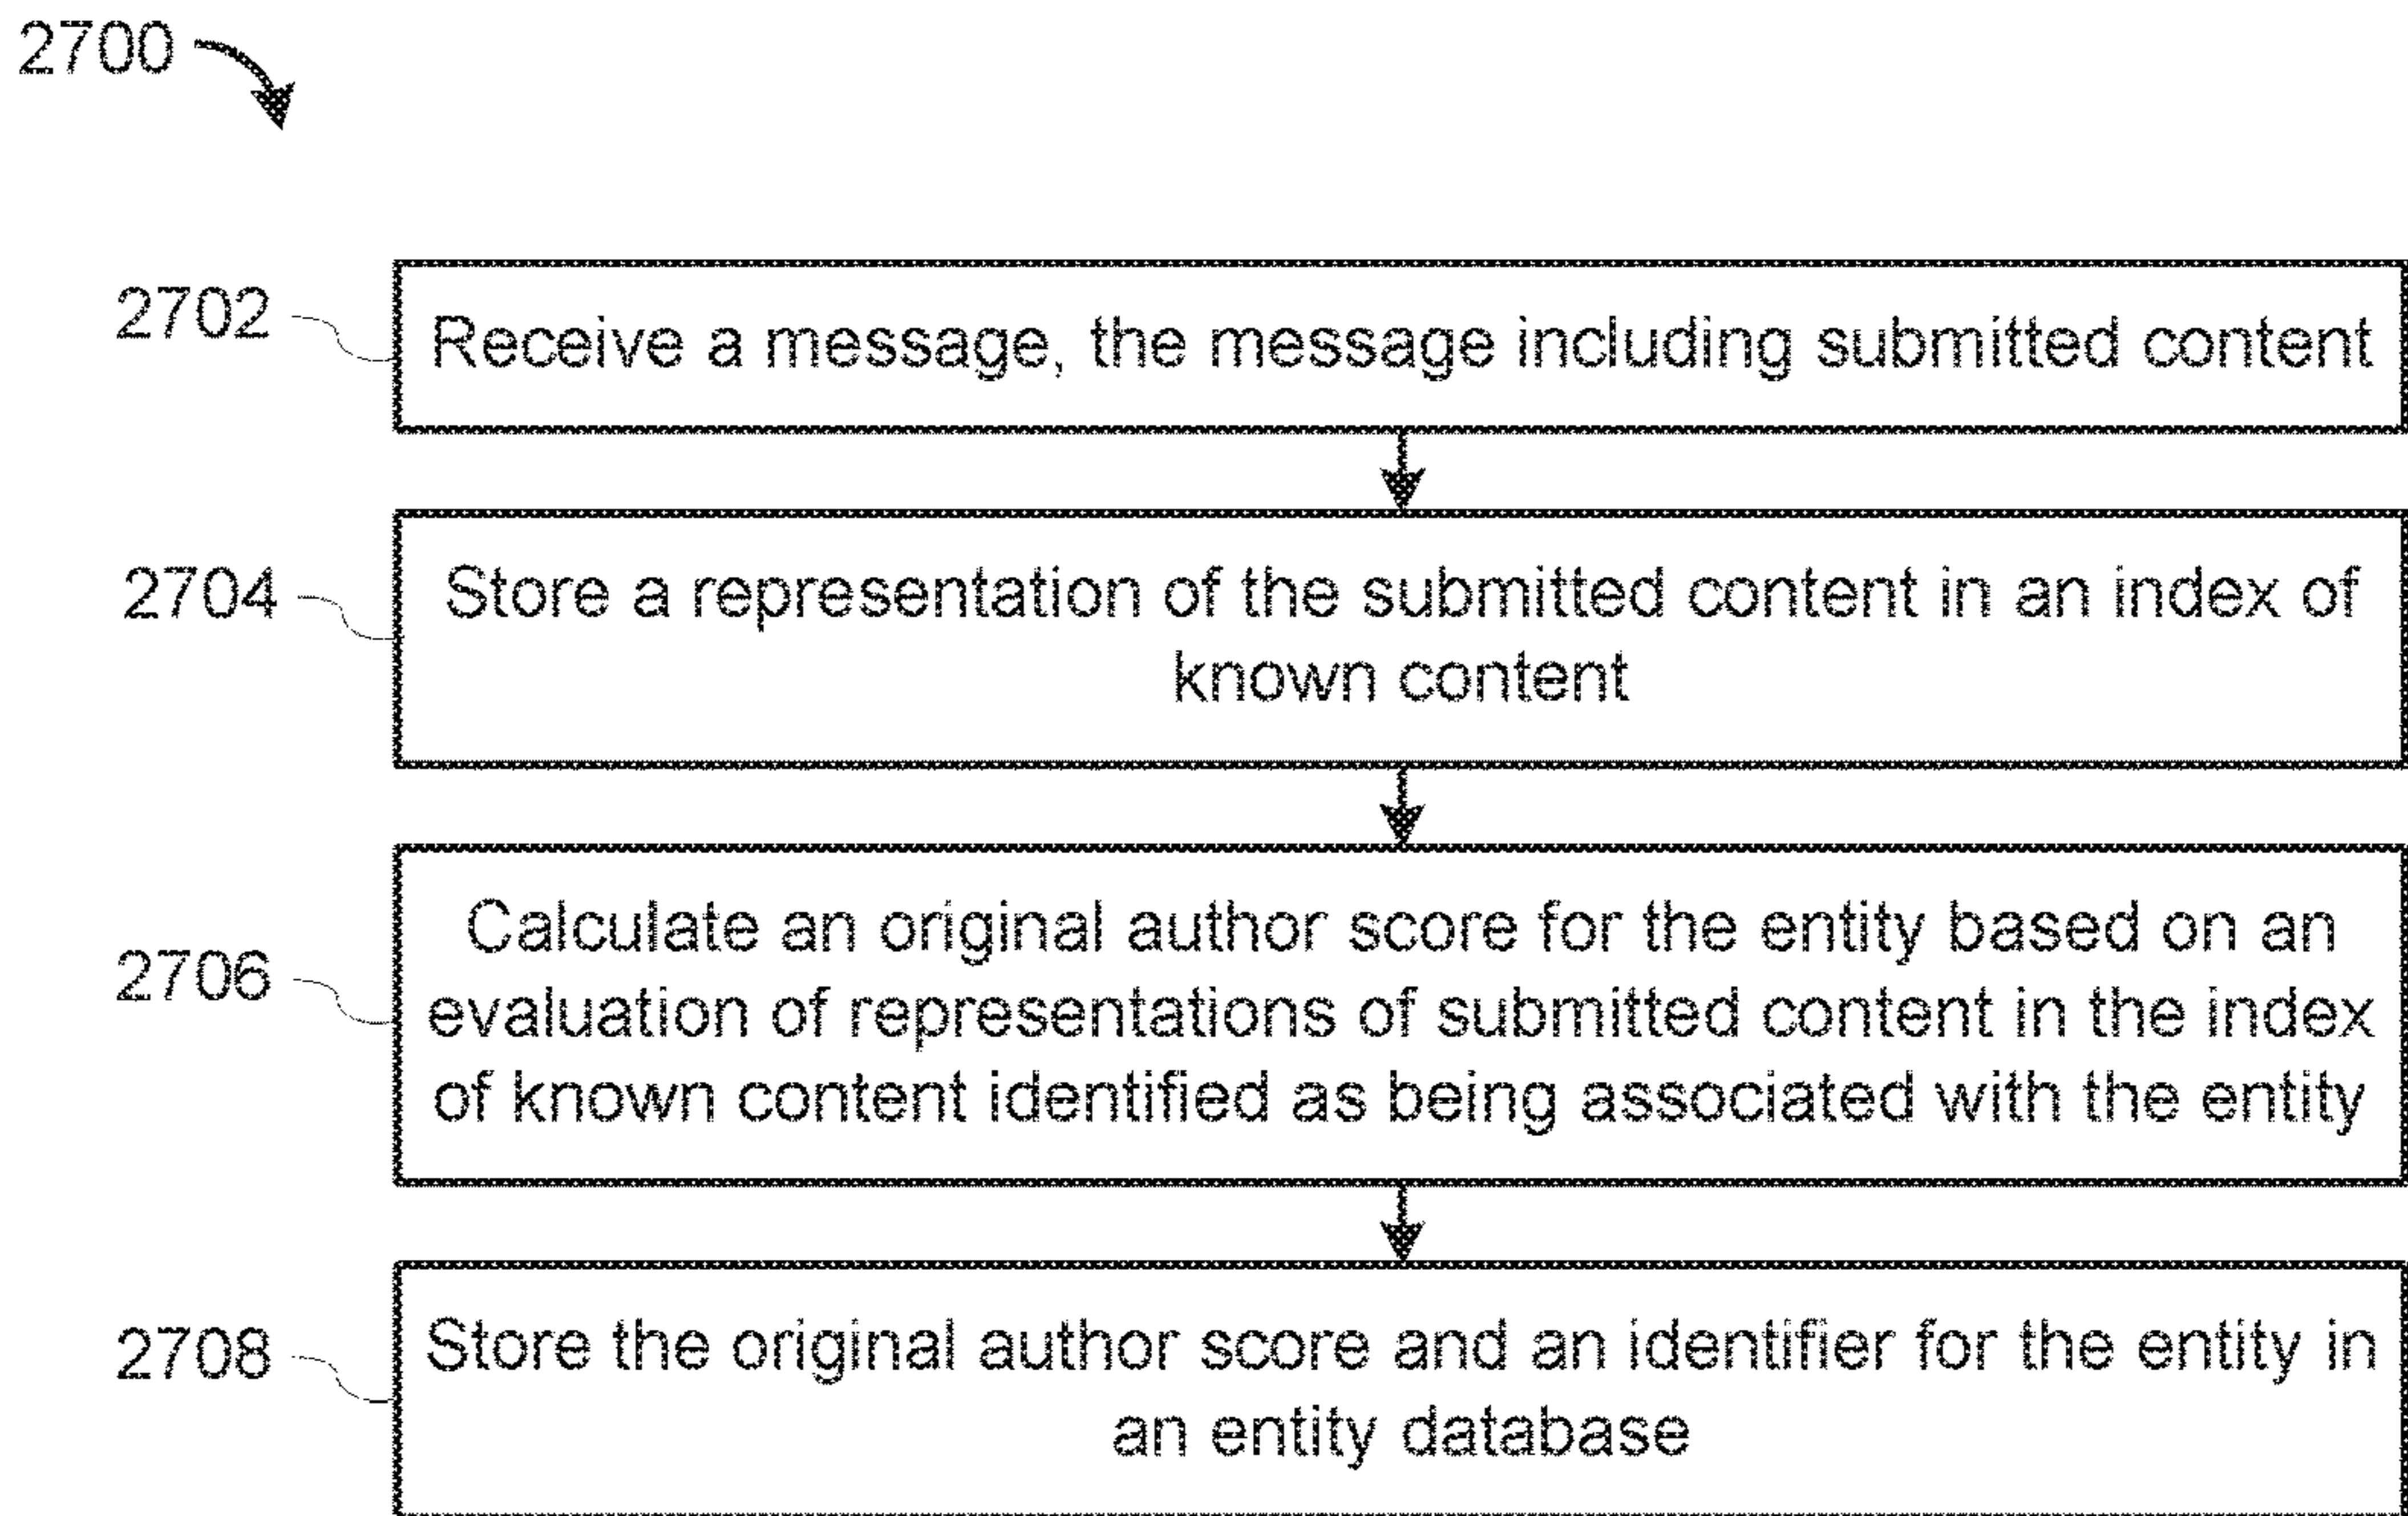 2700
2702
Receive a message, the message including submitted content
2704
Store a representation of the submitted content in an index of
known content
2706
Calculate an original author score for the entity based on an
evaluation of representations of submitted content in the index
of known content identified as being associated with the entity
2708
Store the original author score and an identifier for the entity in
an entity database